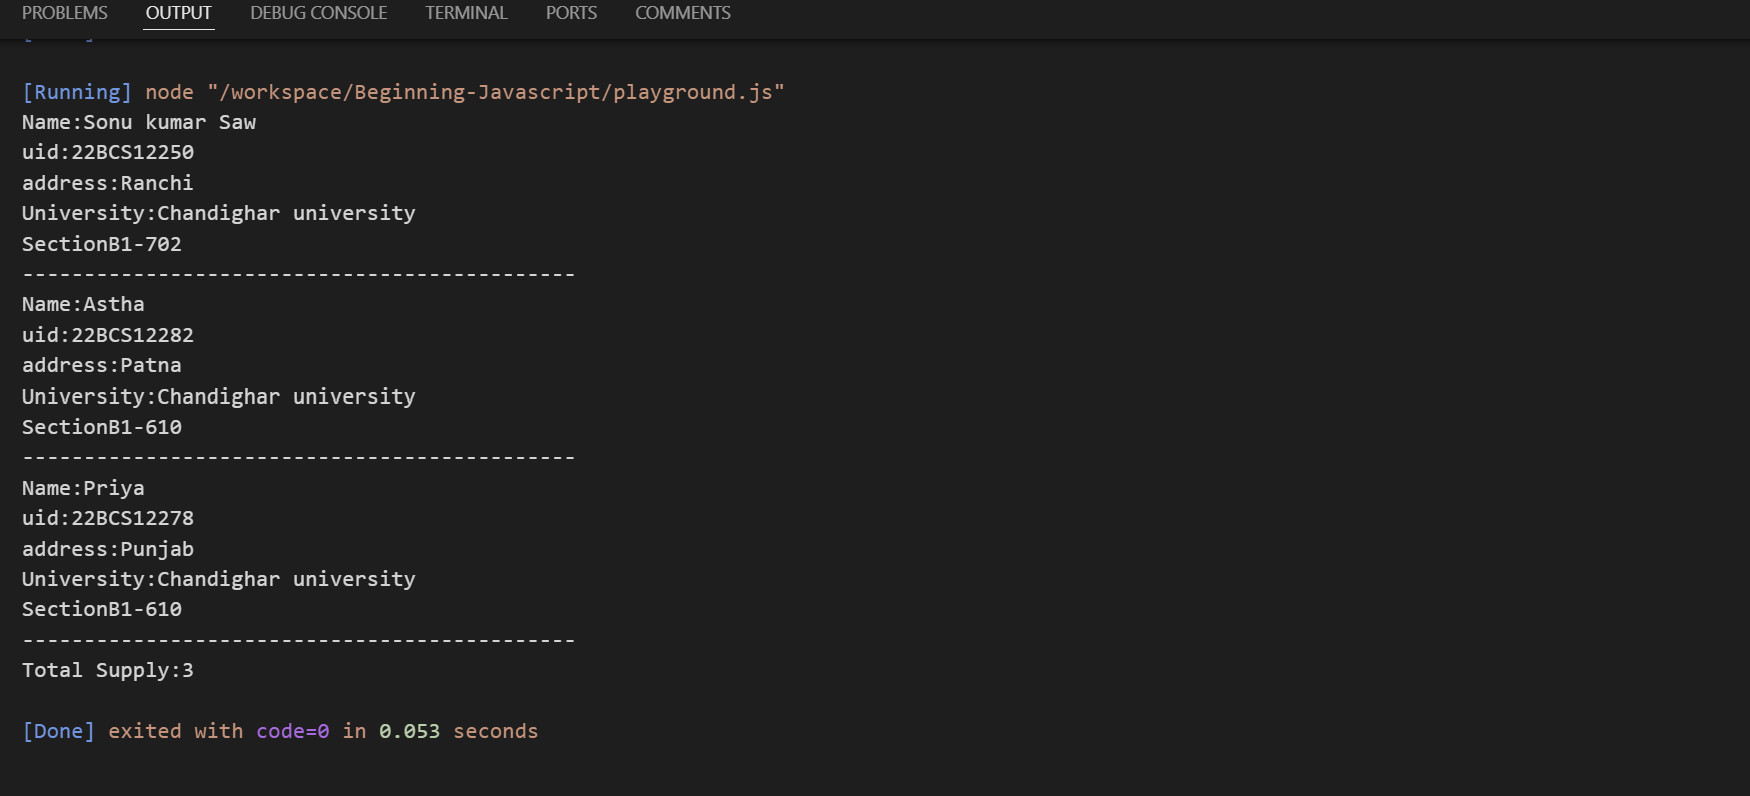 PROBLEMS OUTPUT DEBUG CONSOLE TERMINAL PORTS COMMENTS
[Running] node "/workspace/Beginning-Javascript/playground.js"
Name:Sonu kumar Saw
uid:22BCS12250
address:Ranchi
University:Chandighar university
SectionB1-702
---------------------------------------------
Name:Astha
uid:22BCS12282
address:Patna
University:Chandighar university
SectionB1-610
---------------------------------------------
Name:Priya
uid:22BCS12278
address:Punjab
University:Chandighar university
SectionB1-610
---------------------------------------------
Total Supply:3
[Done] exited with code=0 in 0.053 seconds